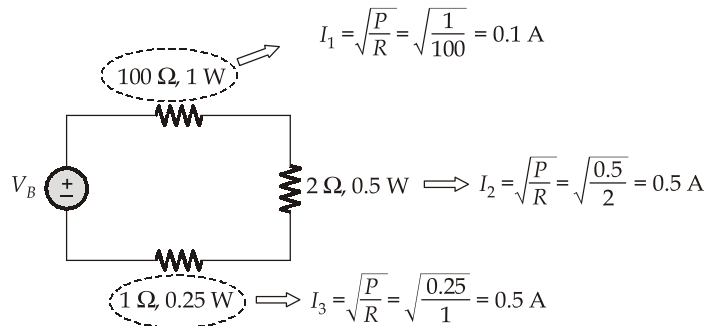 I₁ = √(P/R) = √(1/100) = 0.1 A
100 Ω, 1 W
V_B
+
−
2 Ω, 0.5 W ⇒ I₂ = √(P/R) = √(0.5/2) = 0.5 A
1 Ω, 0.25 W ⇒ I₃ = √(P/R) = √(0.25/1) = 0.5 A